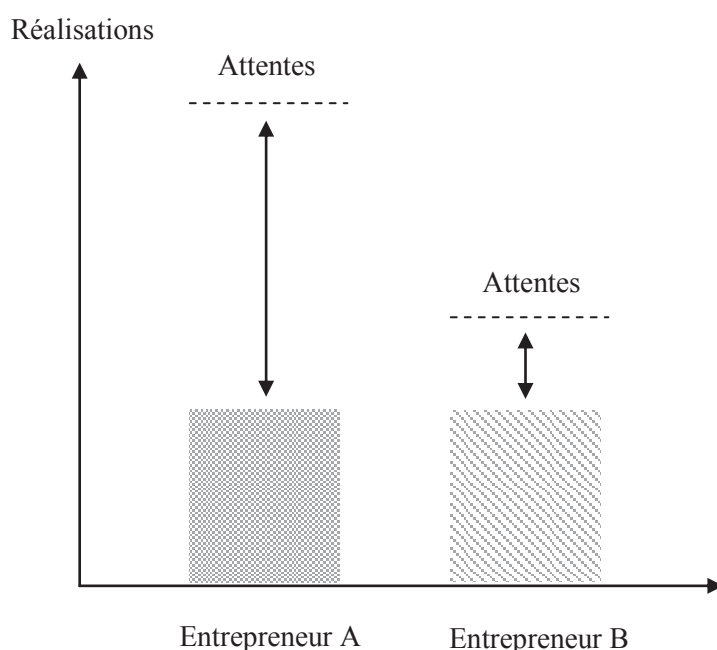 Réalisations
Attentes
Attentes
Entrepreneur A
Entrepreneur B